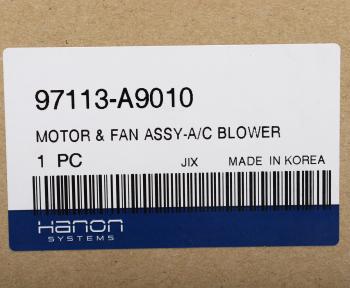 97113-A9010
MOTOR & FAN ASSY-A/C BLOWER
1 PC JIX MADE IN KOREA
Hanon
SYSTEMS